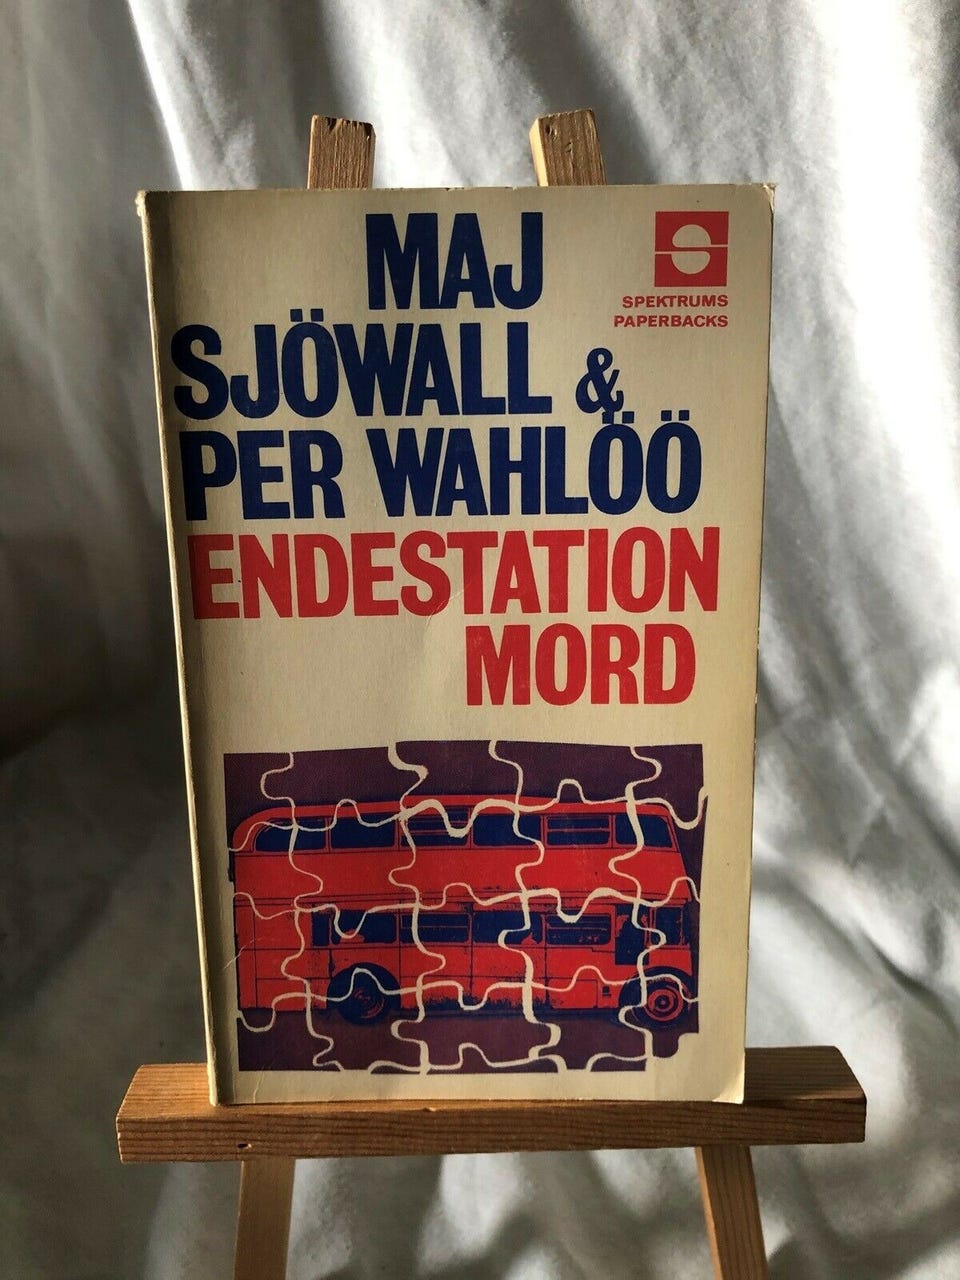 MAJ
SJÖWALL &
PER WAHLÖÖ
ENDESTATION
MORD
SPEKTRUMS
PAPERBACKS